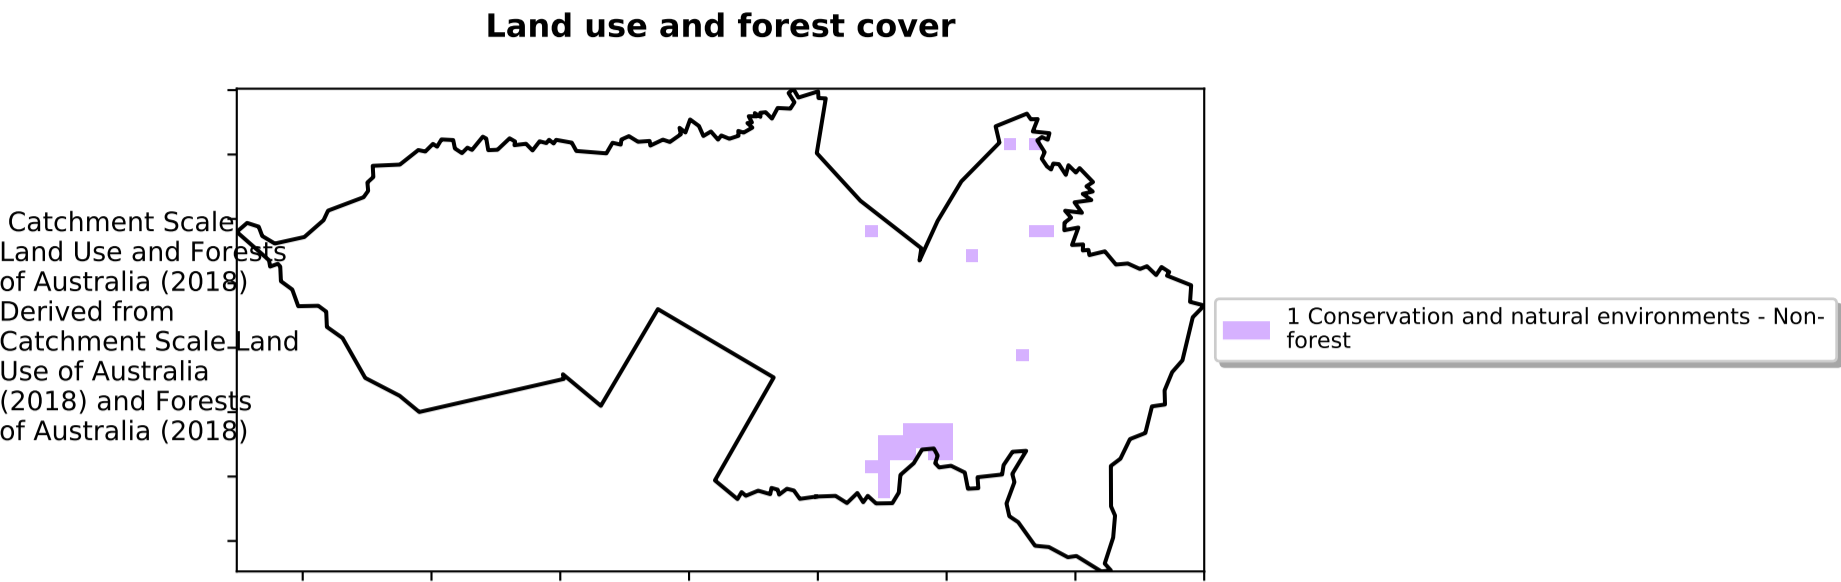 Land use and forest cover
Catchment Scale
Land Use and Forests
of Australia (2018)
Derived from
Catchment Scale Land
Use of Australia
(2018) and Forests
of Australia (2018)
1 Conservation and natural environments - Non-
forest